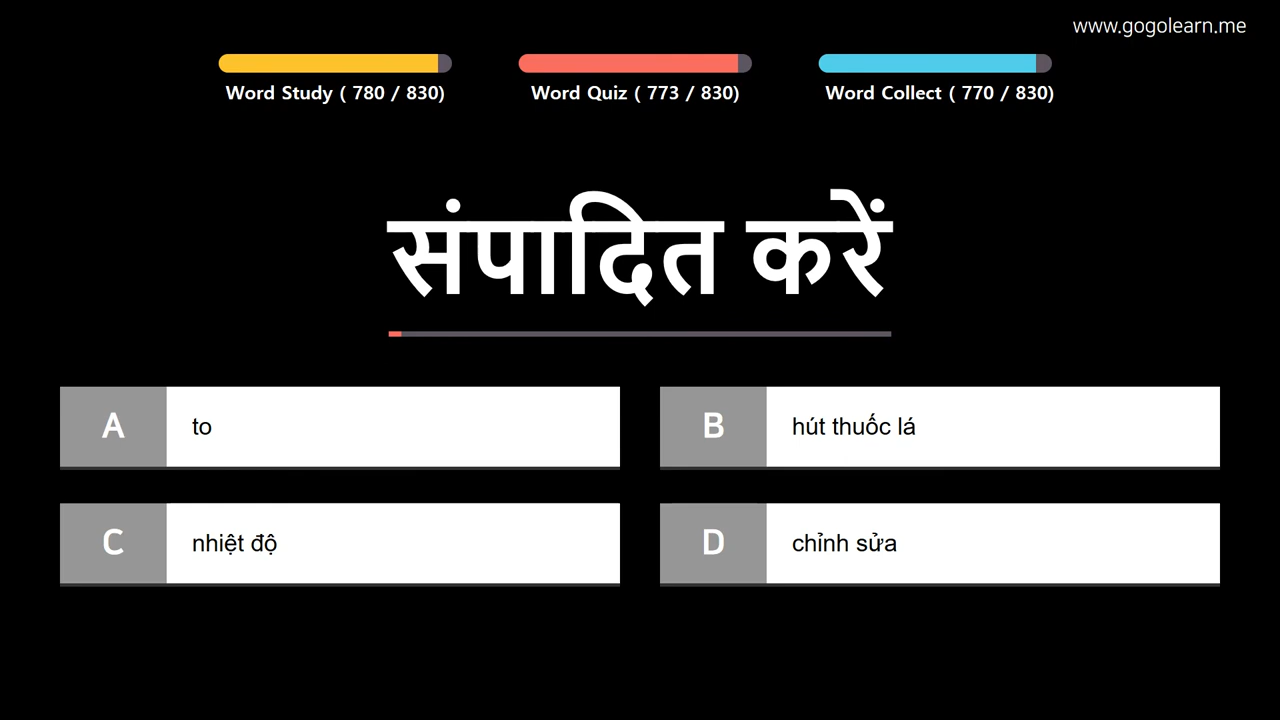 www.gogolearn.me
Word Study ( 780 / 830)
Word Quiz ( 773 / 830)
Word Collect ( 770 / 830)
संपादित करें
A to
B hút thuốc lá
C nhiệt độ
D chỉnh sửa